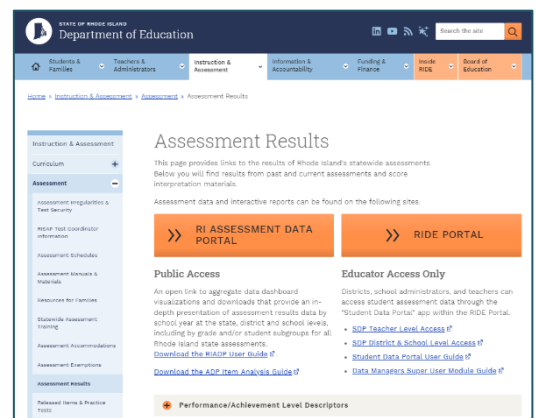 STATE OF RHODE ISLAND
Department of Education
Search the site
Students &
Families
Teachers &
Administrators
Instruction &
Assessment
Information &
Accountability
Funding &
Finance
Inside
RIDE
Board of
Education
Home › Instruction & Assessment › Assessment › Assessment Results
Instruction & Assessment
Curriculum
Assessment
Assessment Irregularities &
Test Security
RISAP Test Coordinator
Information
Assessment Schedules
Assessment Manuals &
Materials
Resources for Families
Statewide Assessment
Training
Assessment Accommodations
Assessment Exemptions
Assessment Results
Released Items & Practice
Tests
Assessment Results
This page provides links to the results of Rhode Island's statewide assessments.
Below you will find results from past and current assessments and score
interpretation materials.
Assessment data and interactive reports can be found on the following sites:
RI ASSESSMENT DATA
PORTAL
Public Access
An open link to aggregate data dashboard
visualizations and downloads that provide an in-
depth presentation of assessment results data by
school year at the state, district and school levels,
including by grade and/or student subgroups for all
Rhode Island state assessments.
Download the RIADP User Guide
Download the ADP Item Analysis Guide
RIDE PORTAL
Educator Access Only
Districts, school administrators, and teachers can
access student assessment data through the
"Student Data Portal" app within the RIDE Portal.
• SDP Teacher Level Access
• SDP District & School Level Access
• Student Data Portal User Guide
• Data Managers Super User Module Guide
Performance/Achievement Level Descriptors